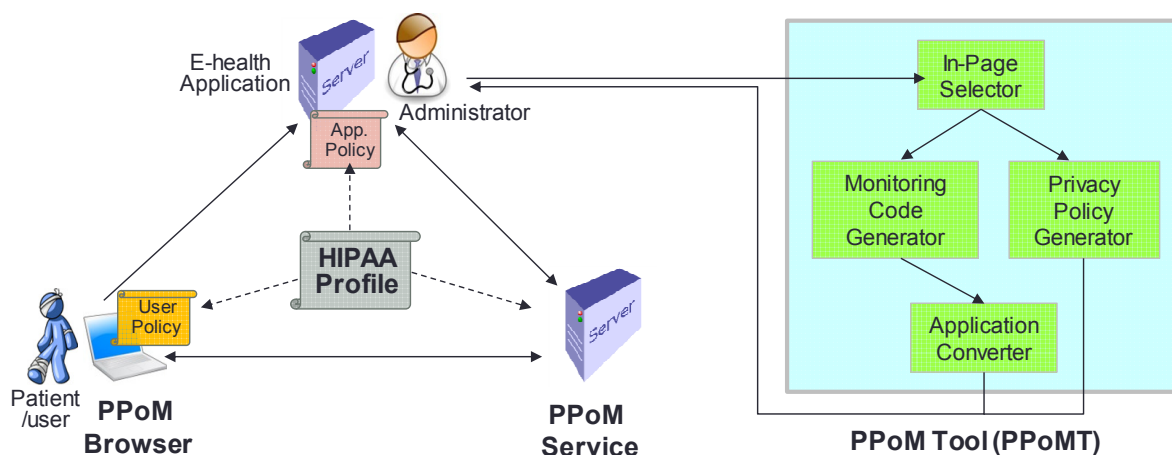 E-health
Application
Server
Administrator
App.
Policy
HIPAA
Profile
User
Policy
Patient
/user
PPoM
Browser
Server
PPoM
Service
In-Page
Selector
Monitoring
Code
Generator
Privacy
Policy
Generator
Application
Converter
PPoM Tool (PPoMT)